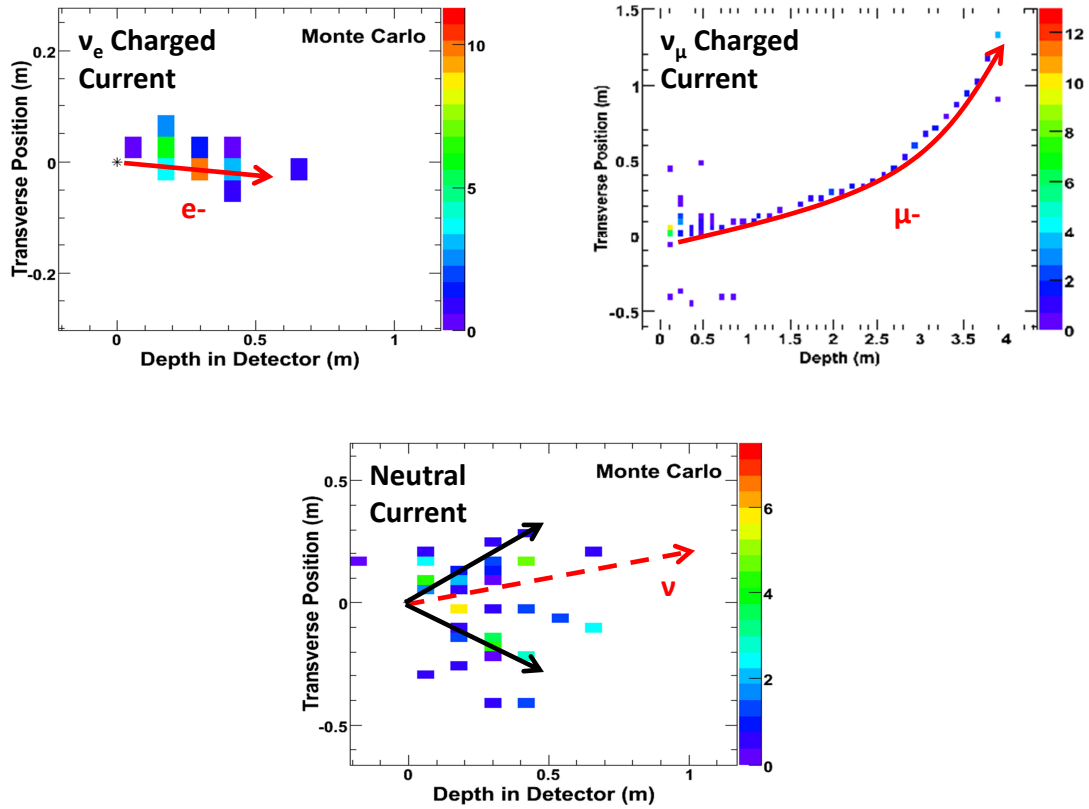 νe Charged
Current
Monte Carlo
e-
Transverse Position (m)
0.2
0
-0.2
0
0.5
1
Depth in Detector (m)
10
5
0
νμ Charged
Current
μ-
Transverse Position (m)
1.5
1
0.5
0
-0.5
0
0.5
1
1.5
2
2.5
3
3.5
4
Depth (m)
12
10
8
6
4
2
0
Neutral
Current
Monte Carlo
ν
Transverse Position (m)
0.5
0
-0.5
0
0.5
1
Depth in Detector (m)
6
4
2
0